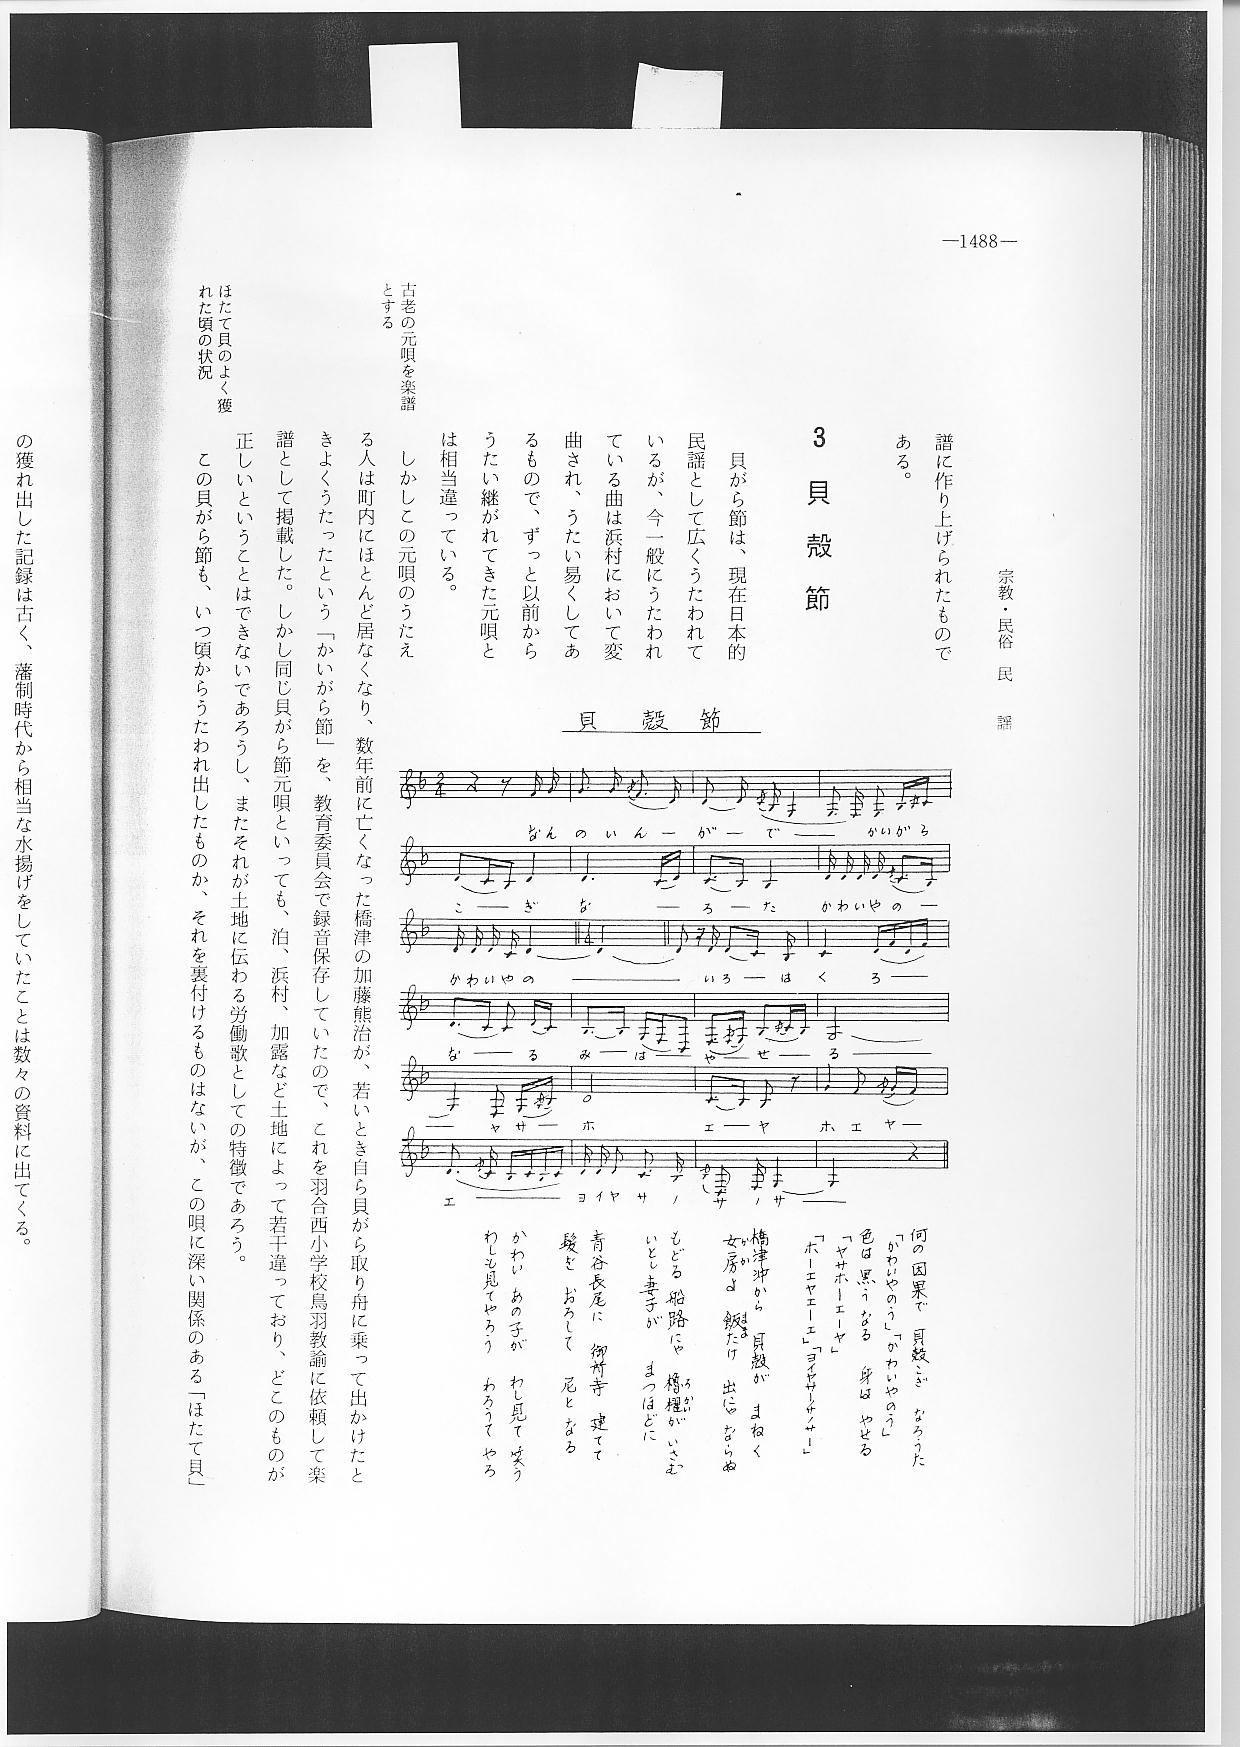 ―1488―
宗教・民俗　民　謡
譜に作り上げられたもので
ある。
3　貝殻節
貝がら節は、現在日本的
民謡として広くうたわれて
いるが、今一般にうたわれ
ている曲は浜村において変
曲され、うたい易くしてあ
るもので、ずっと以前から
うたい継がれてきた元唄と
は相当違っている。
貝　殻　節
なんのいんーがーで―　かいがら
こ―ぎな　―ろた　かわいやの―
かわいやの―――　いろ―はくろ―
な―るみ―は―や―せ―る―
―ヤサ―ホ　エ―ヤ　ホエヤ―
エ―――ヨイヤサノサノサ――
何の因果で　貝殻こぎ　なろうた
「かわいやのう」「かわいやのう」
色は黒うなる　身は　やせる
「ヤサホーエーヤ」
「ホーエヤエーエ」「ヨイヤサーサノサー」
橋津沖から　貝殻が　まねく
女房よ　飯たけ　出にゃならぬ
かか　まま
もどる船路にゃ　櫓櫂が　いさむ
ろかい
いとし妻子が　まつほどに
青谷長尾に　御前寺　建てて
髪を　おろして　尼となる
かわいあの子が　わし見て　笑う
わしも見てやろう　わろうてやろ
古老の元唄を楽譜
とする
しかしこの元唄のうたえ
る人は町内にほとんど居なくなり、数年前に亡くなった橋津の加藤熊治が、若いとき自ら貝がら取り舟に乗って出かけたと
きよくうたったという「かいがら節」を、教育委員会で録音保存していたので、これを羽合西小学校鳥羽教諭に依頼して楽
譜として掲載した。しかし同じ貝がら節元唄といっても、泊、浜村、加露など土地によって若干違っており、どこのものが
正しいということはできないであろうし、またそれが土地に伝わる労働歌としての特徴であろう。
ほたて貝のよく獲
れた頃の状況
この貝がら節も、いつ頃からうたわれ出したものか、それを裏付けるものはないが、この唄に深い関係のある「ほたて貝」
の獲れ出した記録は古く、藩制時代から相当な水揚げをしていたことは数々の資料に出てくる。